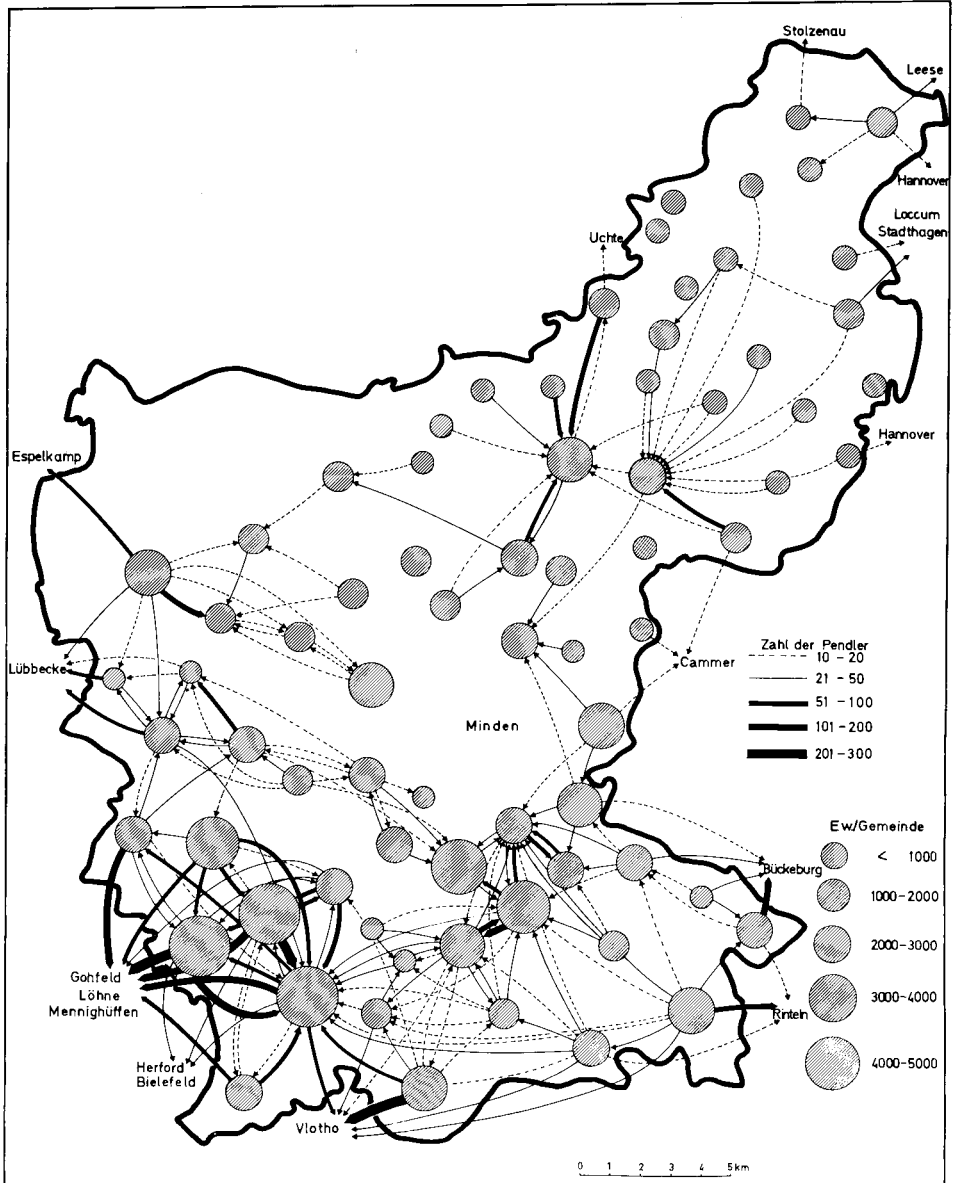 Stolzenau
Leese
Hannover
Loccum
Stadthagen
Uchte
Hannover
Espelkamp
Lübbecke
Cammer
Minden
Zahl der Pendler
10 - 20
21 - 50
51 - 100
101 - 200
201 - 300
Ew/Gemeinde
< 1000
1000 - 2000
2000 - 3000
3000 - 4000
4000 - 5000
Bückeburg
Rinteln
Gohfeld
Löhne
Mennighüffen
Herford
Bielefeld
Vlotho
0 1 2 3 4 5 km